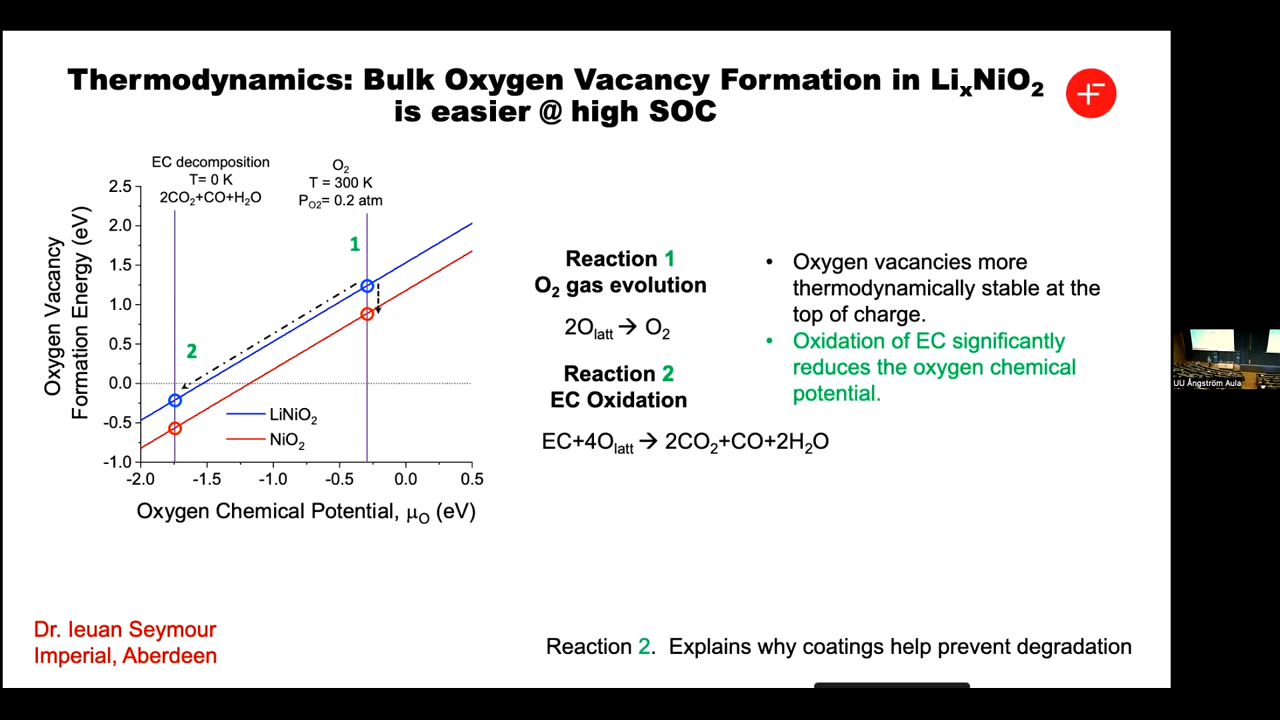 Thermodynamics: Bulk Oxygen Vacancy Formation in LiₓNiO₂
is easier @ high SOC
EC decomposition
T= 0 K
2CO₂+CO+H₂O
O₂
T = 300 K
P_O2= 0.2 atm
2.5
2.0
1.5
1.0
0.5
0.0
-0.5
-1.0
Oxygen Vacancy
Formation Energy (eV)
1
2
LiNiO₂
NiO₂
-2.0 -1.5 -1.0 -0.5 0.0 0.5
Oxygen Chemical Potential, μ_O (eV)
Reaction 1
O₂ gas evolution
2O_latt → O₂
Reaction 2
EC Oxidation
EC+4O_latt → 2CO₂+CO+2H₂O
• Oxygen vacancies more
thermodynamically stable at the
top of charge.
• Oxidation of EC significantly
reduces the oxygen chemical
potential.
Dr. Ieuan Seymour
Imperial, Aberdeen
Reaction 2. Explains why coatings help prevent degradation
UU Ångström Aula